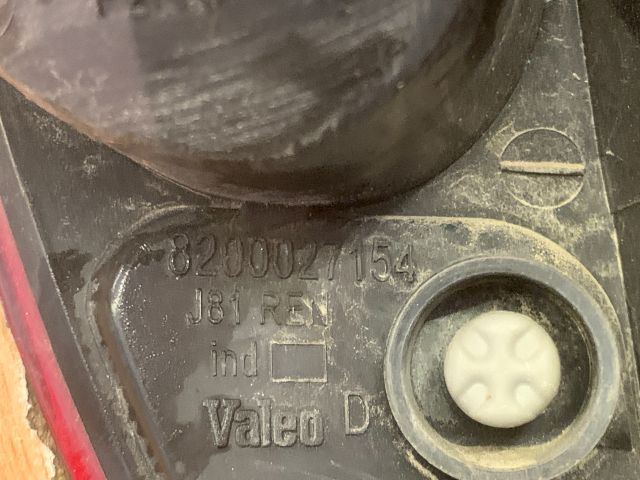 8200027154
J81 REN
ind
Valeo D